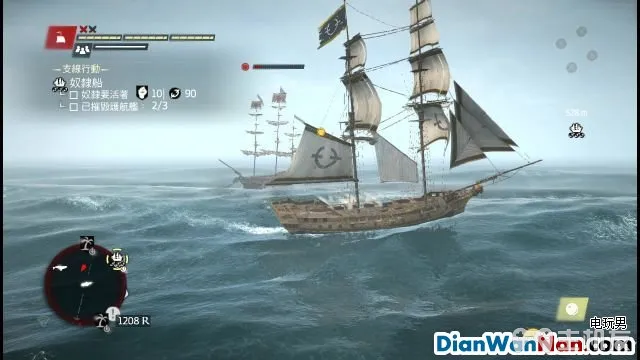 支線行動
奴隸船
奴隸要活著 10| 90
已摧毀護航艦： 2/3
1208 R
电玩男
DianWanNan.com